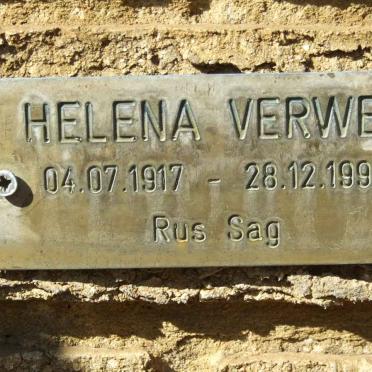 HELENA VERWE
04.07.1917 - 28.12.199
Rus Sag